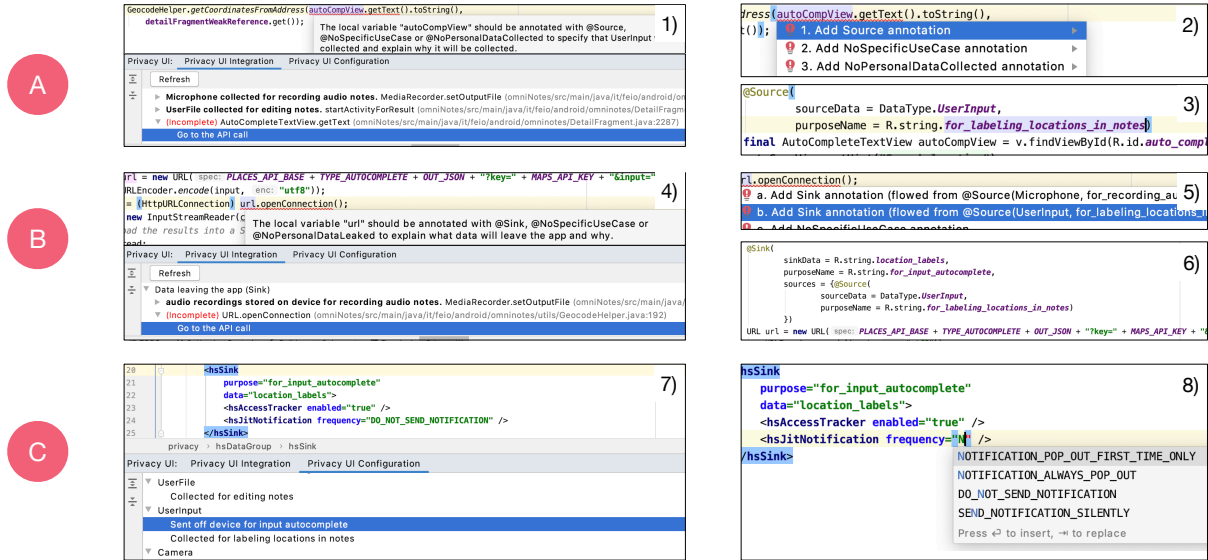 A
GeocodeHelper.getCoordinatesFromAddress(autoCompView.getText().toString(),
detailFragmentWeakReference.get());
1)
The local variable "autoCompView" should be annotated with @Source,
@NoSpecificUseCase or @NoPersonalDataCollected to specify that UserInput
collected and explain why it will be collected.
Privacy UI: Privacy UI Integration Privacy UI Configuration
Refresh
Microphone collected for recording audio notes. MediaRecorder.setOutputFile (omniNotes/src/main/java/it/feio/android/on
UserFile collected for editing notes. startActivityForResult (omniNotes/src/main/java/it/feio/android/omninotes/DetailFragm
(Incomplete) AutoCompleteTextView.getText (omniNotes/src/main/java/it/feio/android/omninotes/DetailFragment.java:2287)
Go to the API call
dress(autoCompView.getText().toString(),
t());
2)
1. Add Source annotation
2. Add NoSpecificUseCase annotation
3. Add NoPersonalDataCollected annotation
@Source(
3)
sourceData = DataType.UserInput,
purposeName = R.string.for_labeling_locations_in_notes)
final AutoCompleteTextView autoCompView = v.findViewById(R.id.auto_compl
B
url = new URL( spec: PLACES_API_BASE + TYPE_AUTOCOMPLETE + OUT_JSON + "?key=" + MAPS_API_KEY + "&input="
4)
URLEncoder.encode(input, enc: "utf8"));
= (HttpURLConnection) url.openConnection();
new InputStreamReader(c
ad the results into a S
read;
The local variable "url" should be annotated with @Sink, @NoSpecificUseCase or
@NoPersonalDataLeaked to explain what data will leave the app and why.
Privacy UI: Privacy UI Integration Privacy UI Configuration
Refresh
Data leaving the app (Sink)
audio recordings stored on device for recording audio notes. MediaRecorder.setOutputFile (omniNotes/src/main/java/
(Incomplete) URL.openConnection (omniNotes/src/main/java/it/feio/android/omninotes/utils/GeocodeHelper.java:192)
Go to the API call
rl.openConnection();
5)
a. Add Sink annotation (flowed from @Source(Microphone, for_recording_au
b. Add Sink annotation (flowed from @Source(UserInput, for_labeling_locations_in
c. Add NoSpecificUseCase annotation
@Sink(
6)
sinkData = R.string.location_labels,
purposeName = R.string.for_input_autocomplete,
sources = {@Source(
sourceData = DataType.UserInput,
purposeName = R.string.for_labeling_locations_in_notes)
})
URL url = new URL( spec: PLACES_API_BASE + TYPE_AUTOCOMPLETE + OUT_JSON + "?key=" + MAPS_API_KEY + "&
C
20 <hsSink
7)
21 purpose="for_input_autocomplete"
22 data="location_labels">
23 <hsAccessTracker enabled="true" />
24 <hsJitNotification frequency="DO_NOT_SEND_NOTIFICATION" />
25 </hsSink>
privacy > hsDataGroup > hsSink
Privacy UI: Privacy UI Integration Privacy UI Configuration
UserFile
Collected for editing notes
UserInput
Sent off device for input autocomplete
Collected for labeling locations in notes
Camera
hsSink
8)
purpose="for_input_autocomplete"
data="location_labels">
<hsAccessTracker enabled="true" />
<hsJitNotification frequency="N" />
/hsSink>
NOTIFICATION_POP_OUT_FIRST_TIME_ONLY
NOTIFICATION_ALWAYS_POP_OUT
DO_NOT_SEND_NOTIFICATION
SEND_NOTIFICATION_SILENTLY
Press ↵ to insert, ⇥ to replace